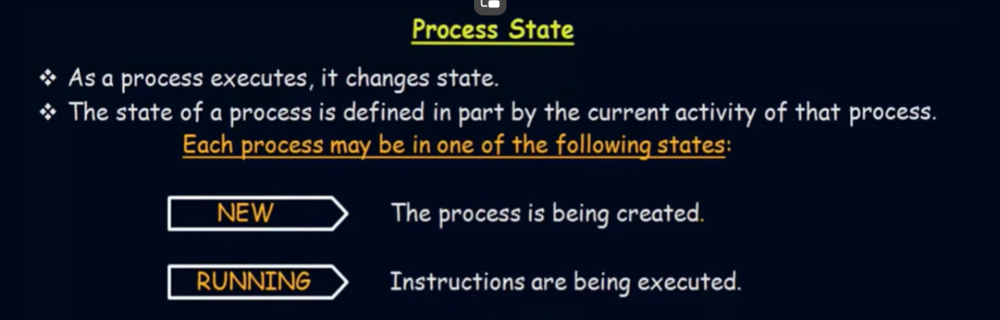 Process State
❖ As a process executes, it changes state.
❖ The state of a process is defined in part by the current activity of that process.
Each process may be in one of the following states:
NEW The process is being created.
RUNNING Instructions are being executed.